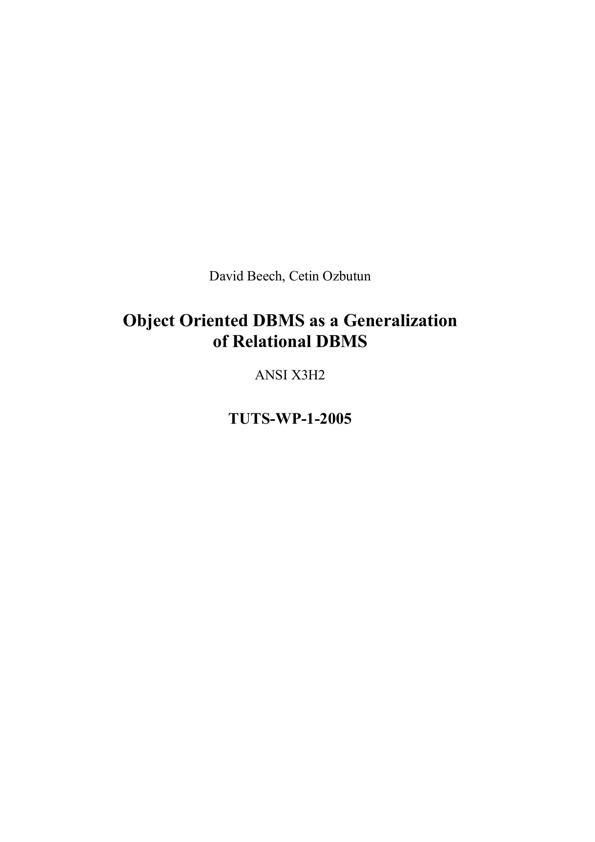 David Beech, Cetin Ozbutun
Object Oriented DBMS as a Generalization
of Relational DBMS
ANSI X3H2
TUTS-WP-1-2005